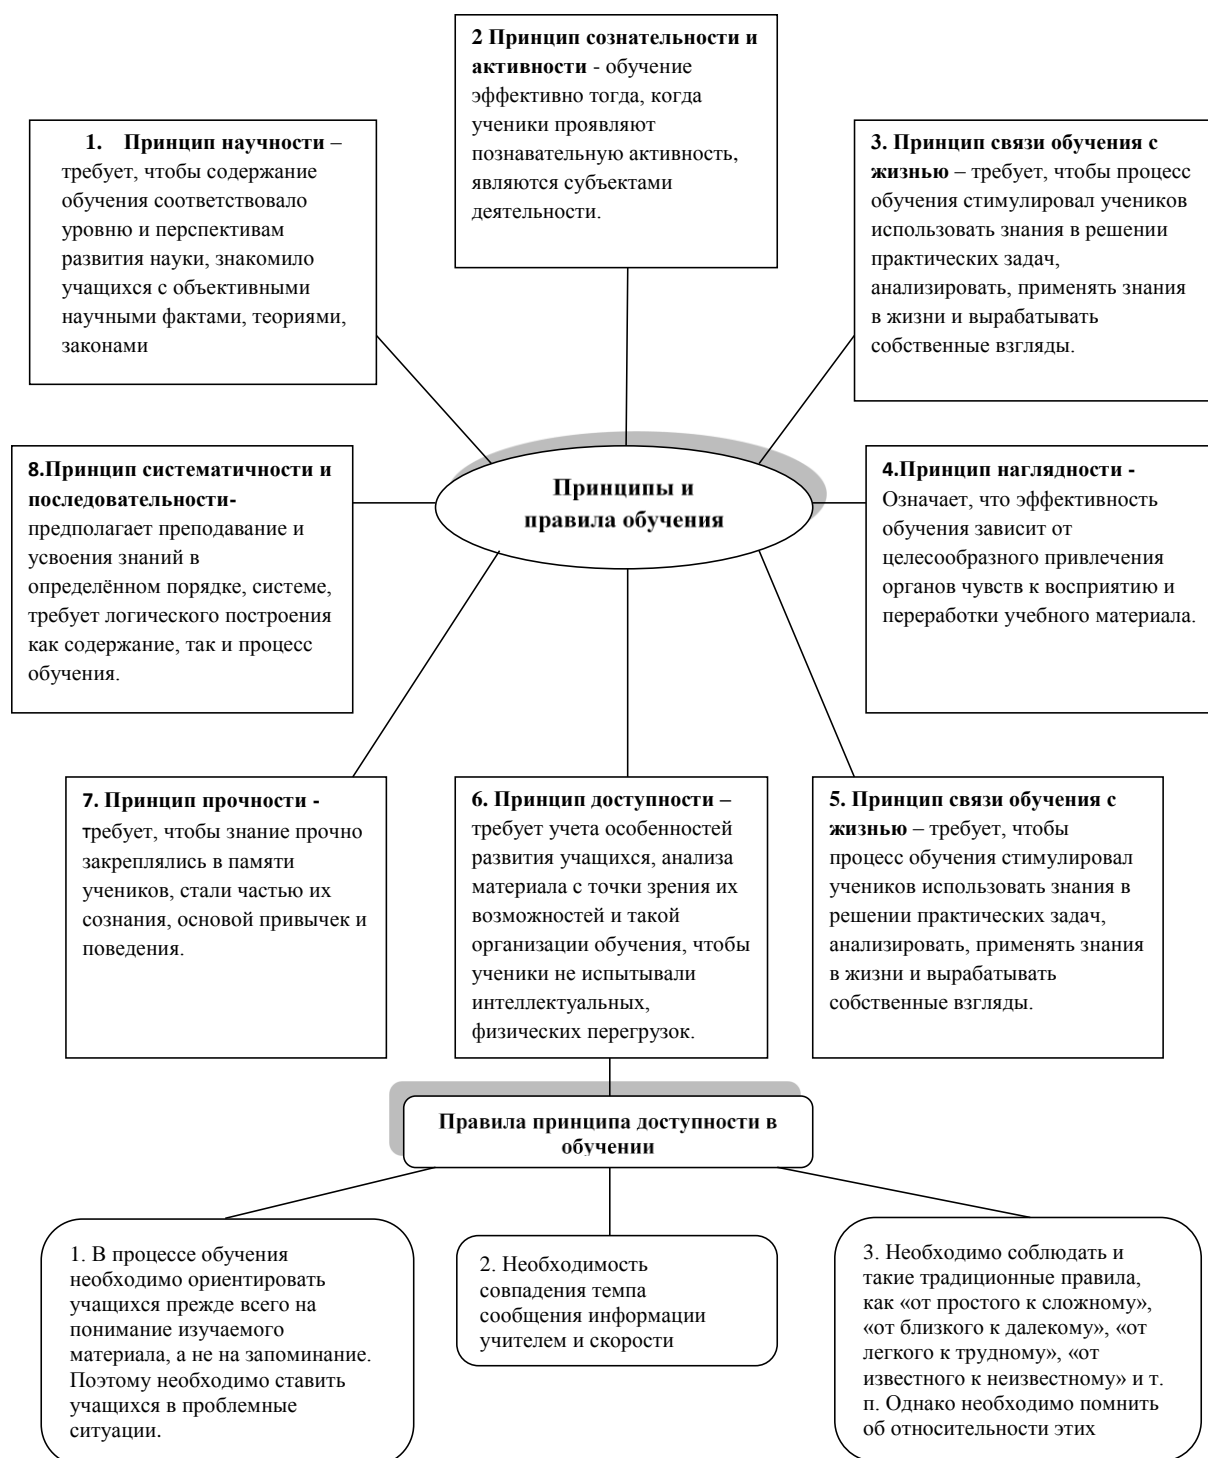 2 Принцип сознательности и
активности - обучение
эффективно тогда, когда
ученики проявляют
познавательную активность,
являются субъектами
деятельности.
1. Принцип научности –
требует, чтобы содержание
обучения соответствовало
уровню и перспективам
развития науки, знакомило
учащихся с объективными
научными фактами, теориями,
законами
3. Принцип связи обучения с
жизнью – требует, чтобы процесс
обучения стимулировал учеников
использовать знания в решении
практических задач,
анализировать, применять знания
в жизни и вырабатывать
собственные взгляды.
8.Принцип систематичности и
последовательности-
предполагает преподавание и
усвоения знаний в
определённом порядке, системе,
требует логического построения
как содержание, так и процесс
обучения.
Принципы и
правила обучения
4.Принцип наглядности -
Означает, что эффективность
обучения зависит от
целесообразного привлечения
органов чувств к восприятию и
переработки учебного материала.
7. Принцип прочности -
требует, чтобы знание прочно
закреплялись в памяти
учеников, стали частью их
сознания, основой привычек и
поведения.
6. Принцип доступности –
требует учета особенностей
развития учащихся, анализа
материала с точки зрения их
возможностей и такой
организации обучения, чтобы
ученики не испытывали
интеллектуальных,
физических перегрузок.
5. Принцип связи обучения с
жизнью – требует, чтобы
процесс обучения стимулировал
учеников использовать знания в
решении практических задач,
анализировать, применять знания
в жизни и вырабатывать
собственные взгляды.
Правила принципа доступности в
обучении
1. В процессе обучения
необходимо ориентировать
учащихся прежде всего на
понимание изучаемого
материала, а не на запоминание.
Поэтому необходимо ставить
учащихся в проблемные
ситуации.
2. Необходимость
совпадения темпа
сообщения информации
учителем и скорости
3. Необходимо соблюдать и
такие традиционные правила,
как «от простого к сложному»,
«от близкого к далекому», «от
легкого к трудному», «от
известного к неизвестному» и т.
п. Однако необходимо помнить
об относительности этих